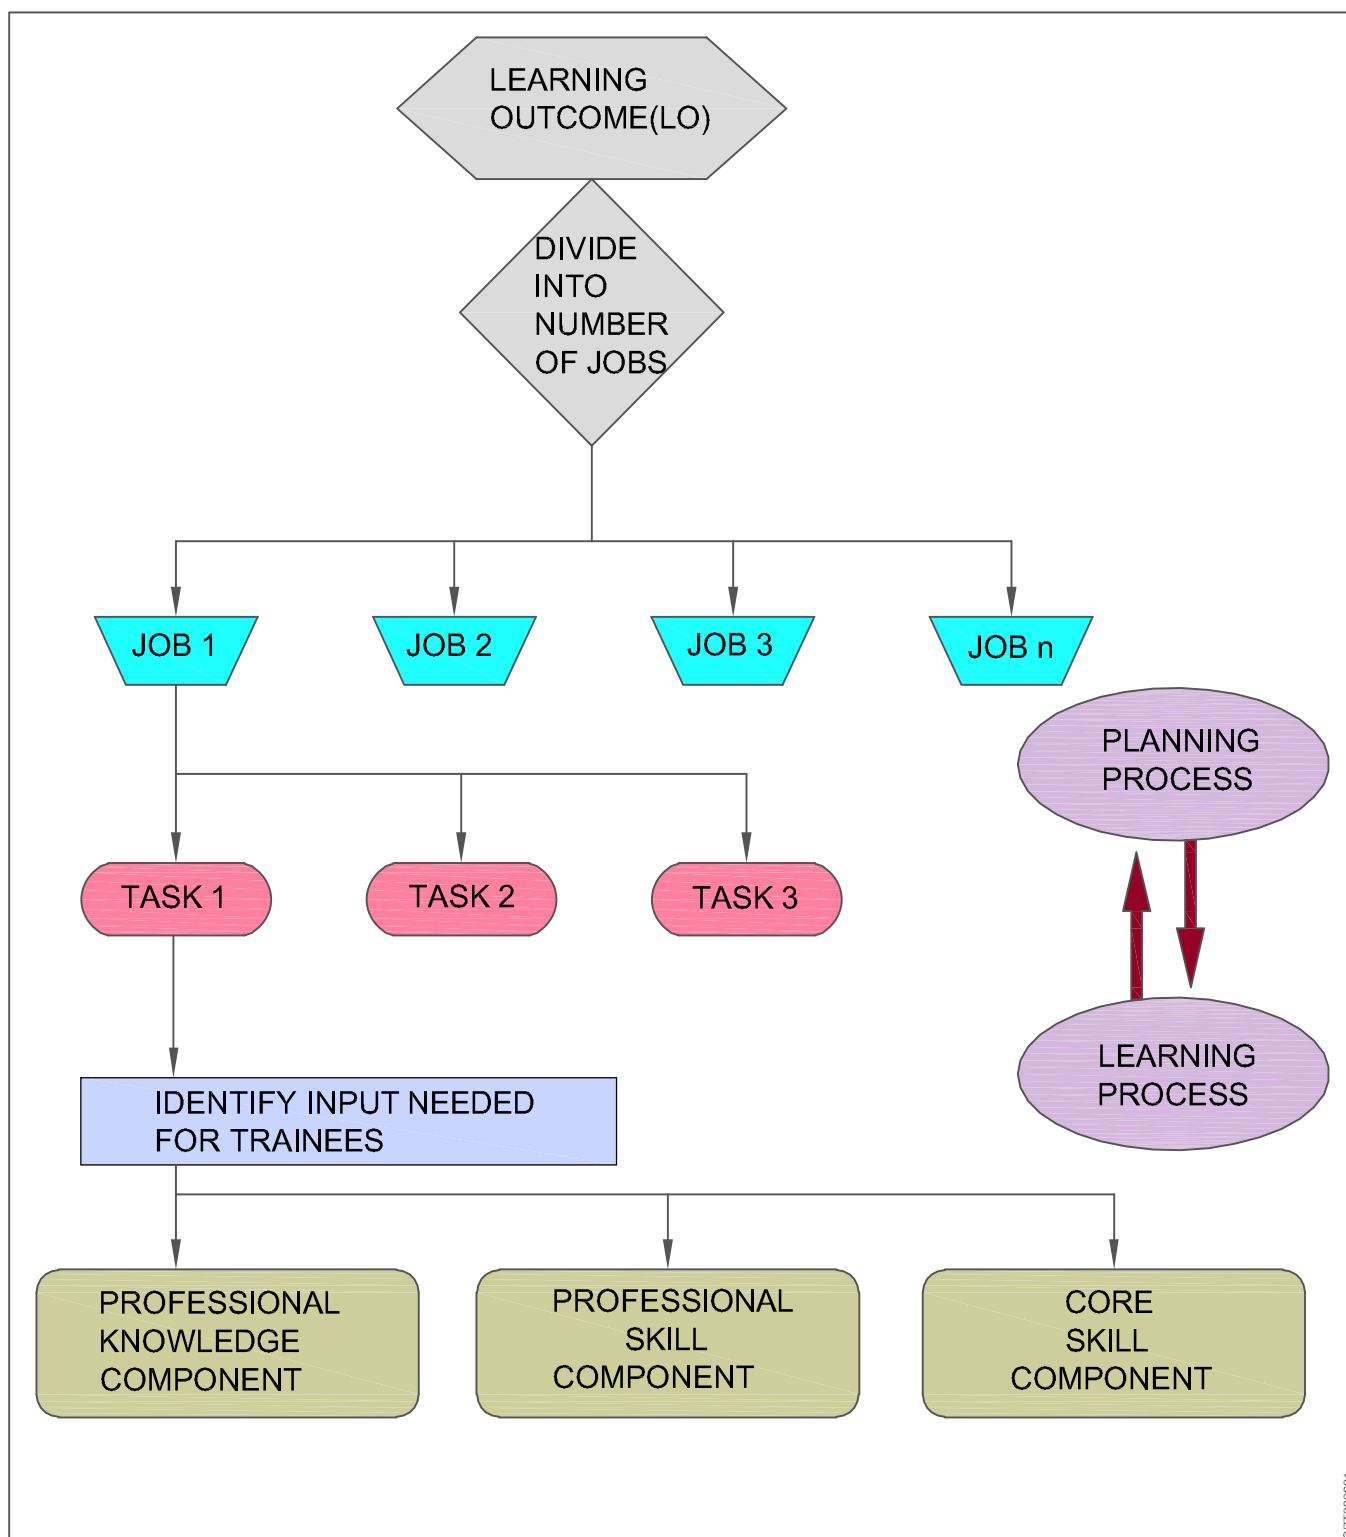 LEARNING
OUTCOME(LO)
DIVIDE
INTO
NUMBER
OF JOBS
JOB 1
JOB 2
JOB 3
JOB n
PLANNING
PROCESS
TASK 1
TASK 2
TASK 3
LEARNING
PROCESS
IDENTIFY INPUT NEEDED
FOR TRAINEES
PROFESSIONAL
KNOWLEDGE
COMPONENT
PROFESSIONAL
SKILL
COMPONENT
CORE
SKILL
COMPONENT